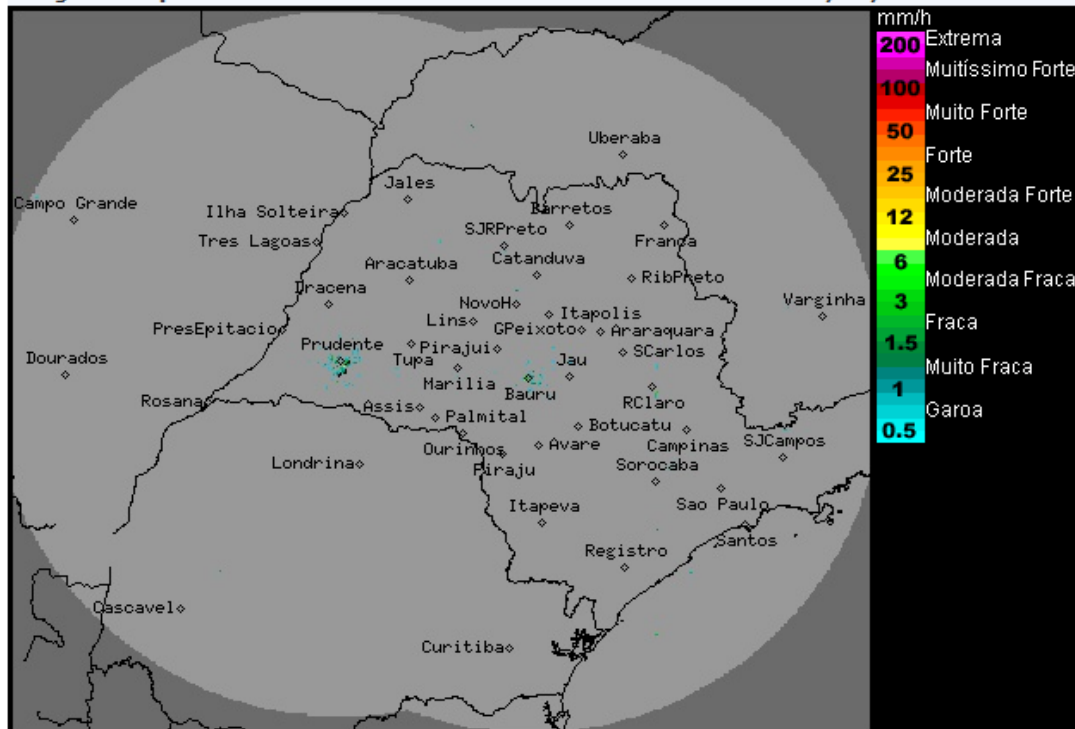 mm/h
200 Extrema
Muitíssimo Forte
100
Muito Forte
50
Forte
25
Moderada Forte
12
Moderada
6
Moderada Fraca
3
Fraca
1.5
Muito Fraca
1
Garoa
0.5
Uberaba
Jales
Campo Grande
Ilha Solteira
Barretos
Tres Lagoas
SJRPreto
Franca
Aracatuba
Catanduva
RibPreto
Dracena
NovoH
Itapolis
Varginha
PresEpitacio
Lins
GPeixoto
Araraquara
Prudente
Pirajui
SCarlos
Dourados
Tupa
Jau
Marilia
Bauru
Rosana
Assis
RClaro
Palmital
Botucatu
Ourinhos
Avare
Campinas
SJCampos
Londrina
Piraju
Sorocaba
Itapeva
Sao Paulo
Santos
Registro
Cascavel
Curitiba